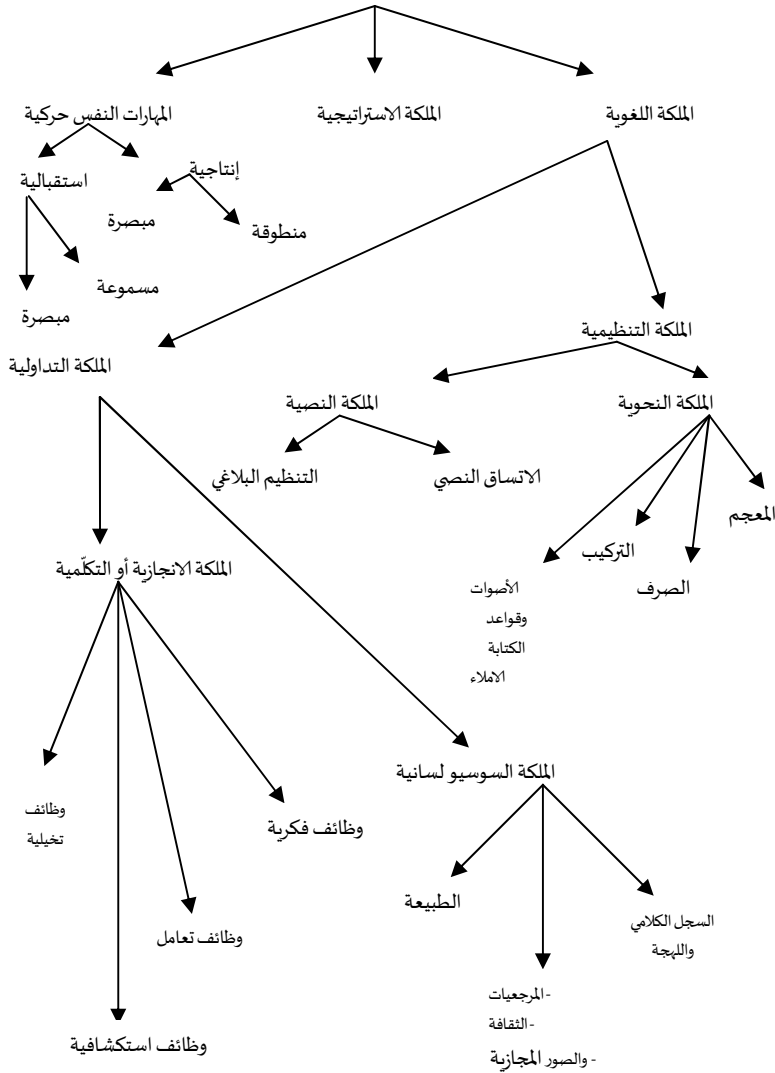 الملكة اللغوية
الملكة الاستراتيجية
المهارات النفس حركية
إنتاجية
استقبالية
مبصرة
منطوقة
مسموعة
مبصرة
الملكة التنظيمية
الملكة التداولية
الملكة النحوية
الملكة النصية
الاتساق النصي
التنظيم البلاغي
المعجم
التركيب
الصرف
الأصوات
وقواعد
الكتابة
الاملاء
الملكة الانجازية أو التكلّمية
الملكة السوسيو لسانية
وظائف
تخيلية
وظائف فكرية
الطبيعة
السجل الكلامي
واللهجة
وظائف تعامل
-المرجعيات
-الثقافة
- والصور المجازية
وظائف استكشافية